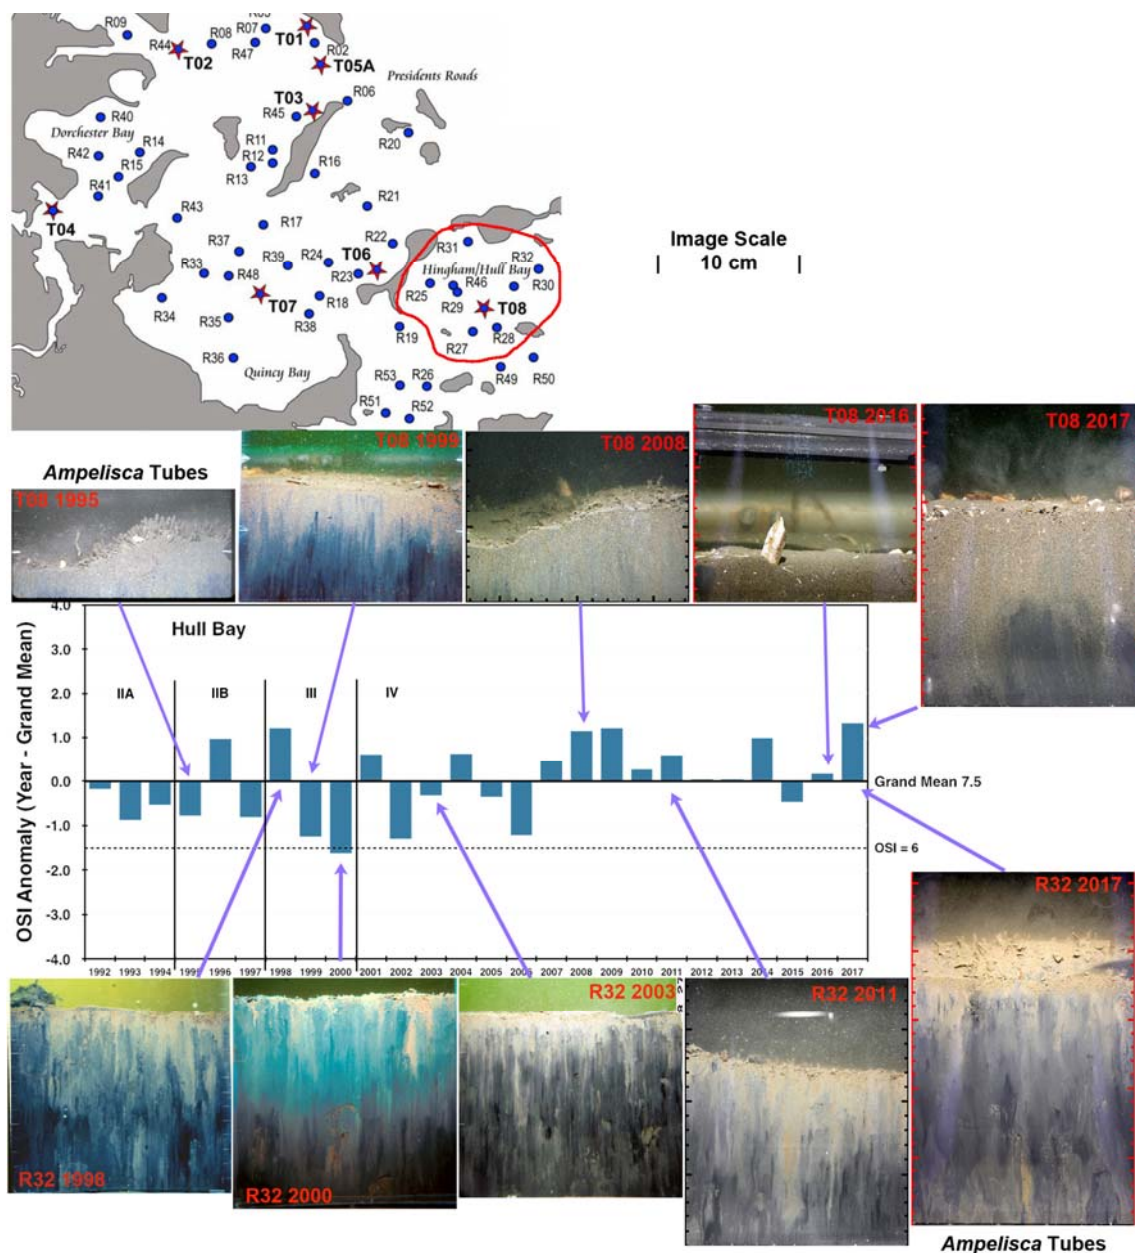 R09
R08
R07
T01
R44
T02
R47
R02
T05A
Presidents Roads
T03
R06
R45
R40
Dorchester Bay
R20
R14
R11
R42
R12
R15
R13
R16
R41
R21
R43
T04
R17
R22
R31
R37
R39
R24
T06
R32
Hingham/Hull Bay
R33
R23
R46
R48
R25
R30
R29
R34
T07
R18
T08
R35
R38
R19
R27
R28
R36
Quincy Bay
R49
R50
R53
R26
R51
R52
Image Scale
10 cm
Ampelisca Tubes
T08 1995
T08 1999
T08 2008
T08 2016
T08 2017
Hull Bay
OSI Anomaly (Year - Grand Mean)
4.0
3.0
2.0
1.0
0.0
-1.0
-2.0
-3.0
-4.0
IIA
IIB
III
IV
Grand Mean 7.5
OSI = 6
1992 1993 1994 1995 1996 1997 1998 1999 2000 2001 2002 2003 2004 2005 2006 2007 2008 2009 2010 2011 2012 2013 2014 2015 2016 2017
R32 1998
R32 2000
R32 2003
R32 2011
R32 2017
Ampelisca Tubes